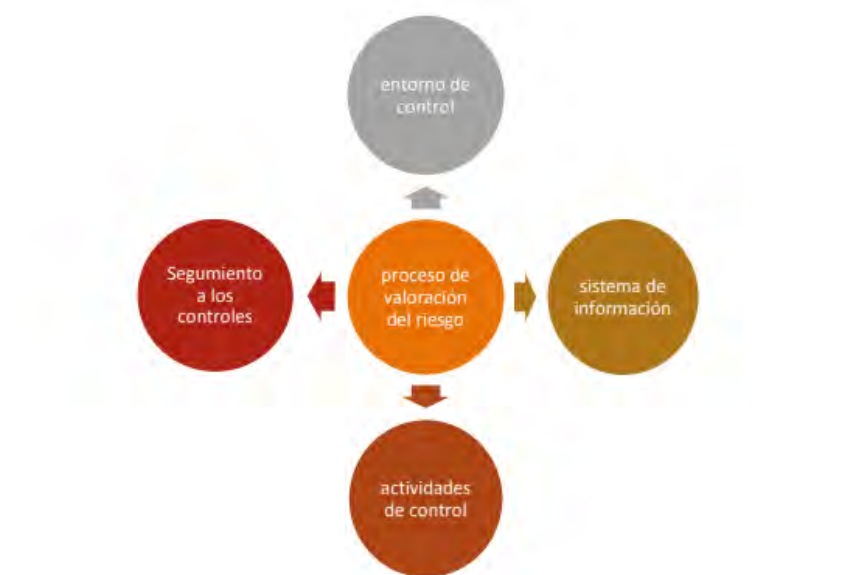 entorno de
control
Segumiento
a los
controles
proceso de
valoración
del riesgo
sistema de
información
actividades
de control